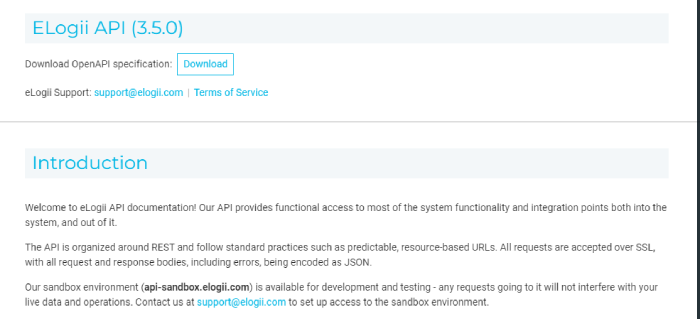 ELogii API (3.5.0)
Download OpenAPI specification: Download
eLogii Support: support@elogii.com | Terms of Service
Introduction
Welcome to eLogii API documentation! Our API provides functional access to most of the system functionality and integration points both into the
system, and out of it.
The API is organized around REST and follow standard practices such as predictable, resource-based URLs. All requests are accepted over SSL,
with all request and response bodies, including errors, being encoded as JSON.
Our sandbox environment (api-sandbox.elogii.com) is available for development and testing - any requests going to it will not interfere with your
live data and operations. Contact us at support@elogii.com to set up access to the sandbox environment.